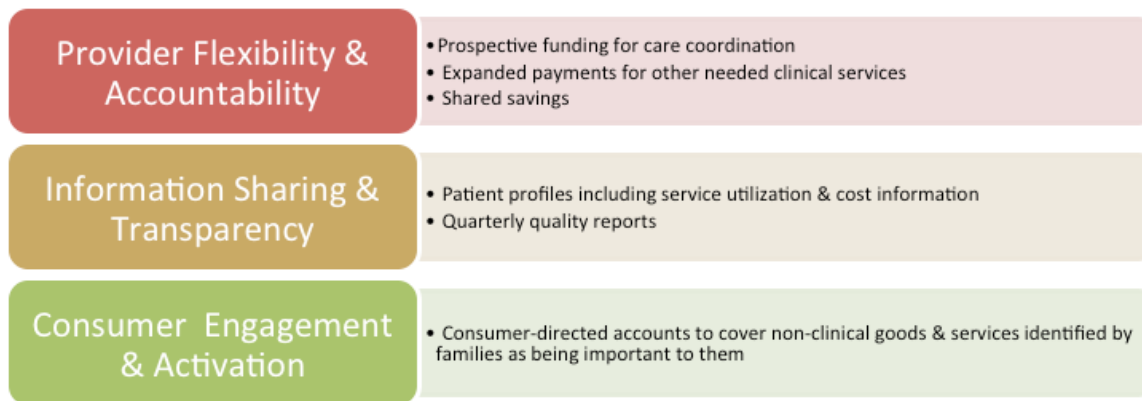 Provider Flexibility &
Accountability
• Prospective funding for care coordination
• Expanded payments for other needed clinical services
• Shared savings
Information Sharing &
Transparency
• Patient profiles including service utilization & cost information
• Quarterly quality reports
Consumer Engagement
& Activation
• Consumer-directed accounts to cover non-clinical goods & services identified by
families as being important to them